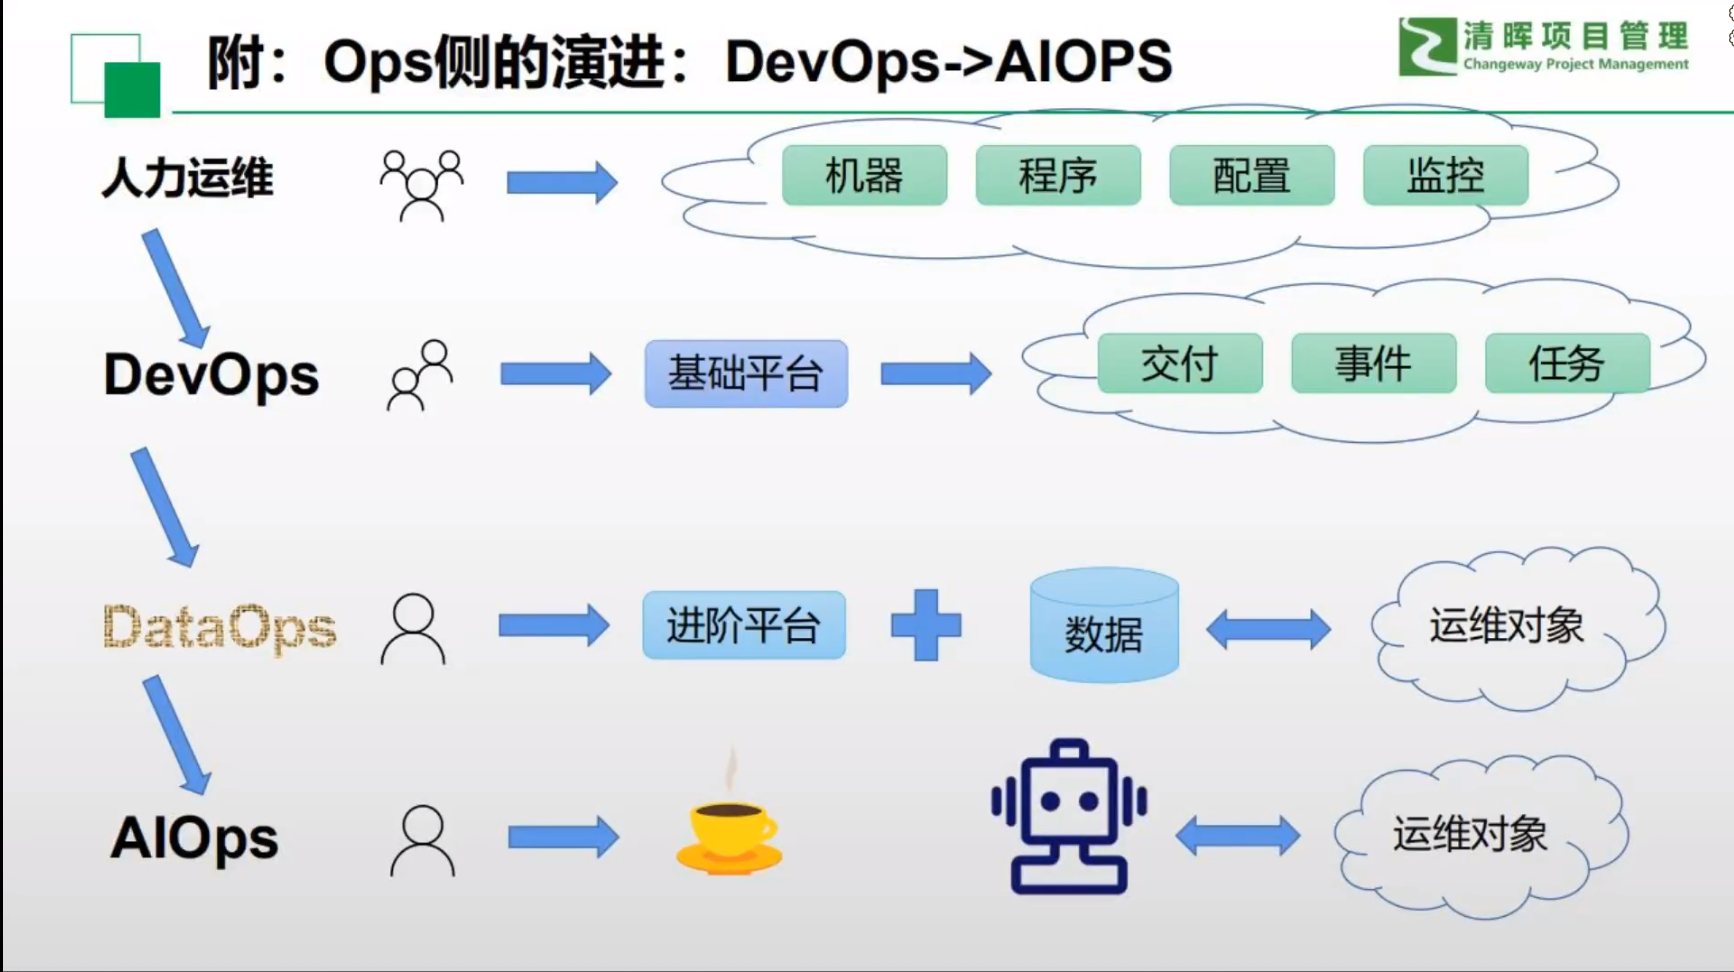 附：Ops侧的演进：DevOps->AIOPS
清晖项目管理
Changeway Project Management
人力运维
机器
程序
配置
监控
DevOps
基础平台
交付
事件
任务
DataOps
进阶平台
数据
运维对象
AIOps
运维对象